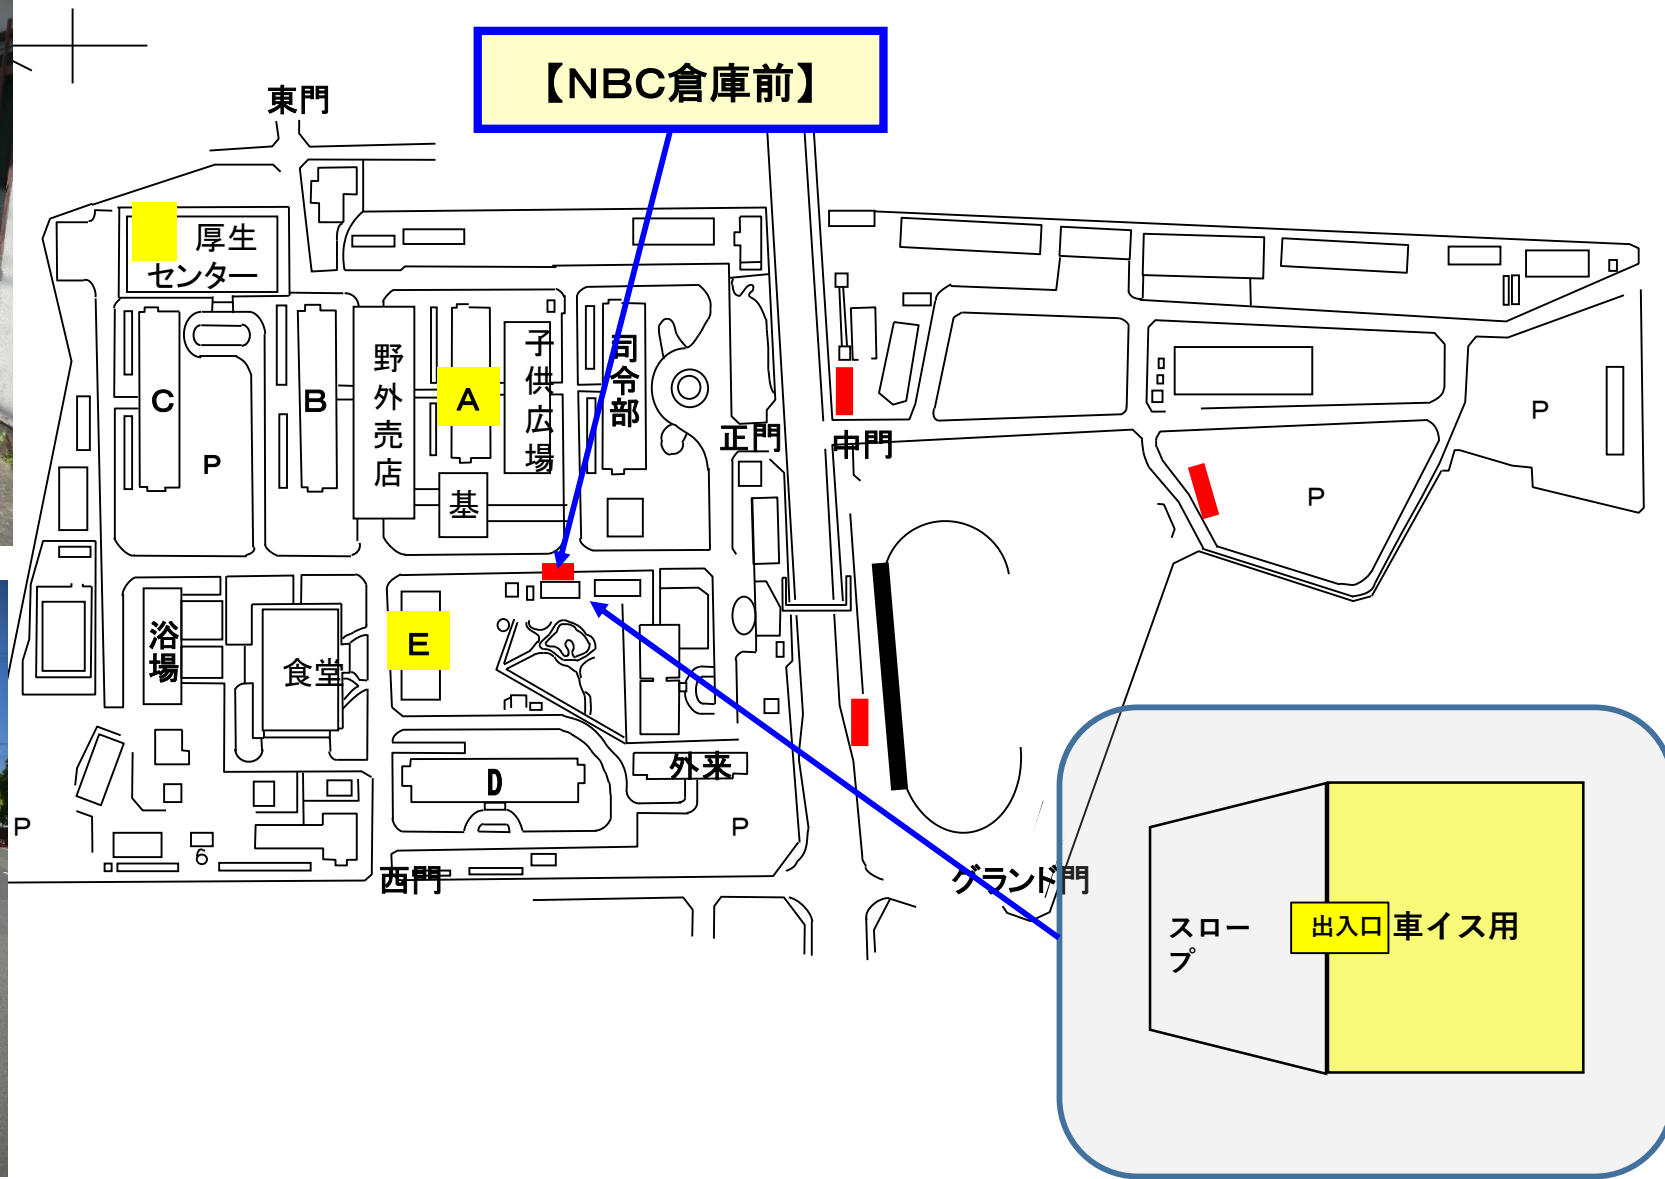 【NBC倉庫前】
東門
厚生
センター
C
P
B
野外売店
A
子供広場
基
司令部
正門
中門
P
P
浴場
食堂
E
D
外来
P
P
6
西門
グランド門
スロー
プ
出入口
車イス用